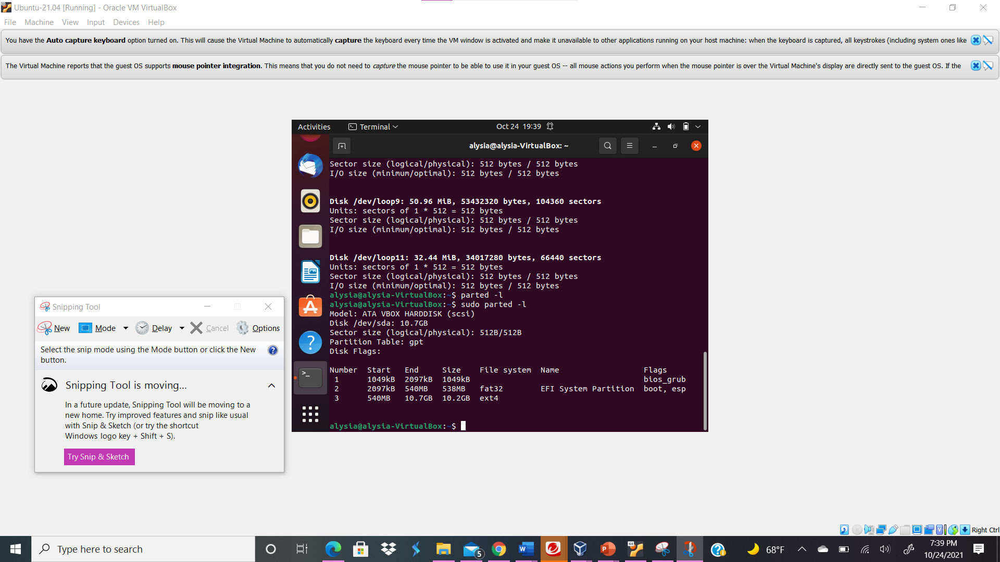 Ubuntu-21.04 [Running] - Oracle VM VirtualBox
File Machine View Input Devices Help
You have the Auto capture keyboard option turned on. This will cause the Virtual Machine to automatically capture the keyboard every time the VM window is activated and make it unavailable to other applications running on your host machine: when the keyboard is captured, all keystrokes (including system ones like
The Virtual Machine reports that the guest OS supports mouse pointer integration. This means that you do not need to capture the mouse pointer to be able to use it in your guest OS -- all mouse actions you perform when the mouse pointer is over the Virtual Machine's display are directly sent to the guest OS. If the
Activities Terminal Oct 24 19:39
alysia@alysia-VirtualBox: ~
Sector size (logical/physical): 512 bytes / 512 bytes
I/O size (minimum/optimal): 512 bytes / 512 bytes
Disk /dev/loop9: 50.96 MiB, 53432320 bytes, 104360 sectors
Units: sectors of 1 * 512 = 512 bytes
Sector size (logical/physical): 512 bytes / 512 bytes
I/O size (minimum/optimal): 512 bytes / 512 bytes
Disk /dev/loop11: 32.44 MiB, 34017280 bytes, 66440 sectors
Units: sectors of 1 * 512 = 512 bytes
Sector size (logical/physical): 512 bytes / 512 bytes
I/O size (minimum/optimal): 512 bytes / 512 bytes
alysia@alysia-VirtualBox:~$ parted -l
alysia@alysia-VirtualBox:~$ sudo parted -l
Model: ATA VBOX HARDDISK (scsi)
Disk /dev/sda: 10.7GB
Sector size (logical/physical): 512B/512B
Partition Table: gpt
Disk Flags:
Number Start End Size File system Name Flags
1 1049kB 2097kB 1049kB bios_grub
2 2097kB 540MB 538MB fat32 EFI System Partition boot, esp
3 540MB 10.7GB 10.2GB ext4
alysia@alysia-VirtualBox:~$
Snipping Tool
New Mode Delay Cancel Options
Select the snip mode using the Mode button or click the New
button.
Snipping Tool is moving...
In a future update, Snipping Tool will be moving to a
new home. Try improved features and snip like usual
with Snip & Sketch (or try the shortcut
Windows logo key + Shift + S).
Try Snip & Sketch
Right Ctrl
Type here to search
5
68°F
7:39 PM
10/24/2021